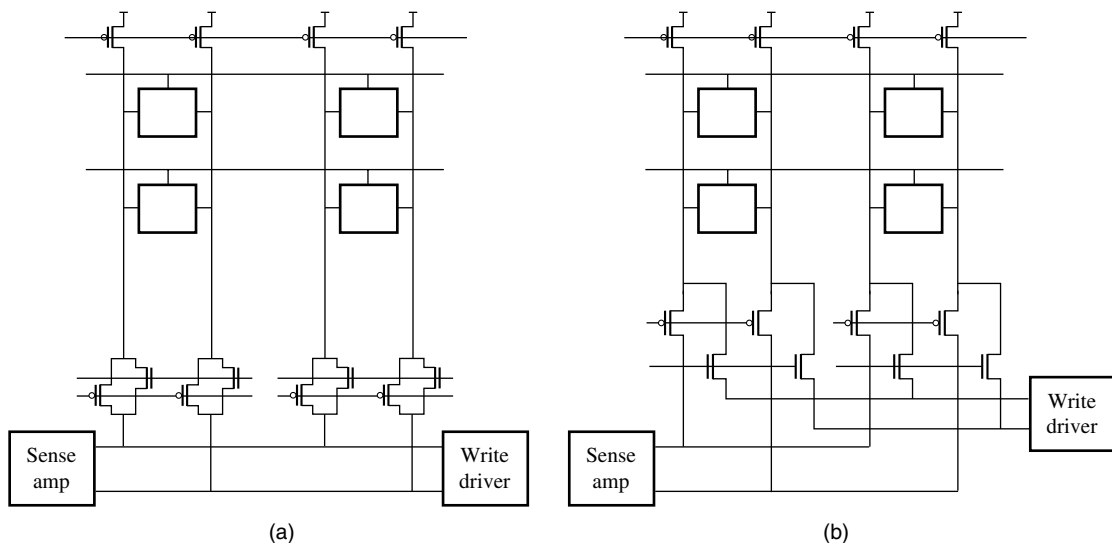 Sense
amp
Write
driver
(a)
Sense
amp
Write
driver
(b)